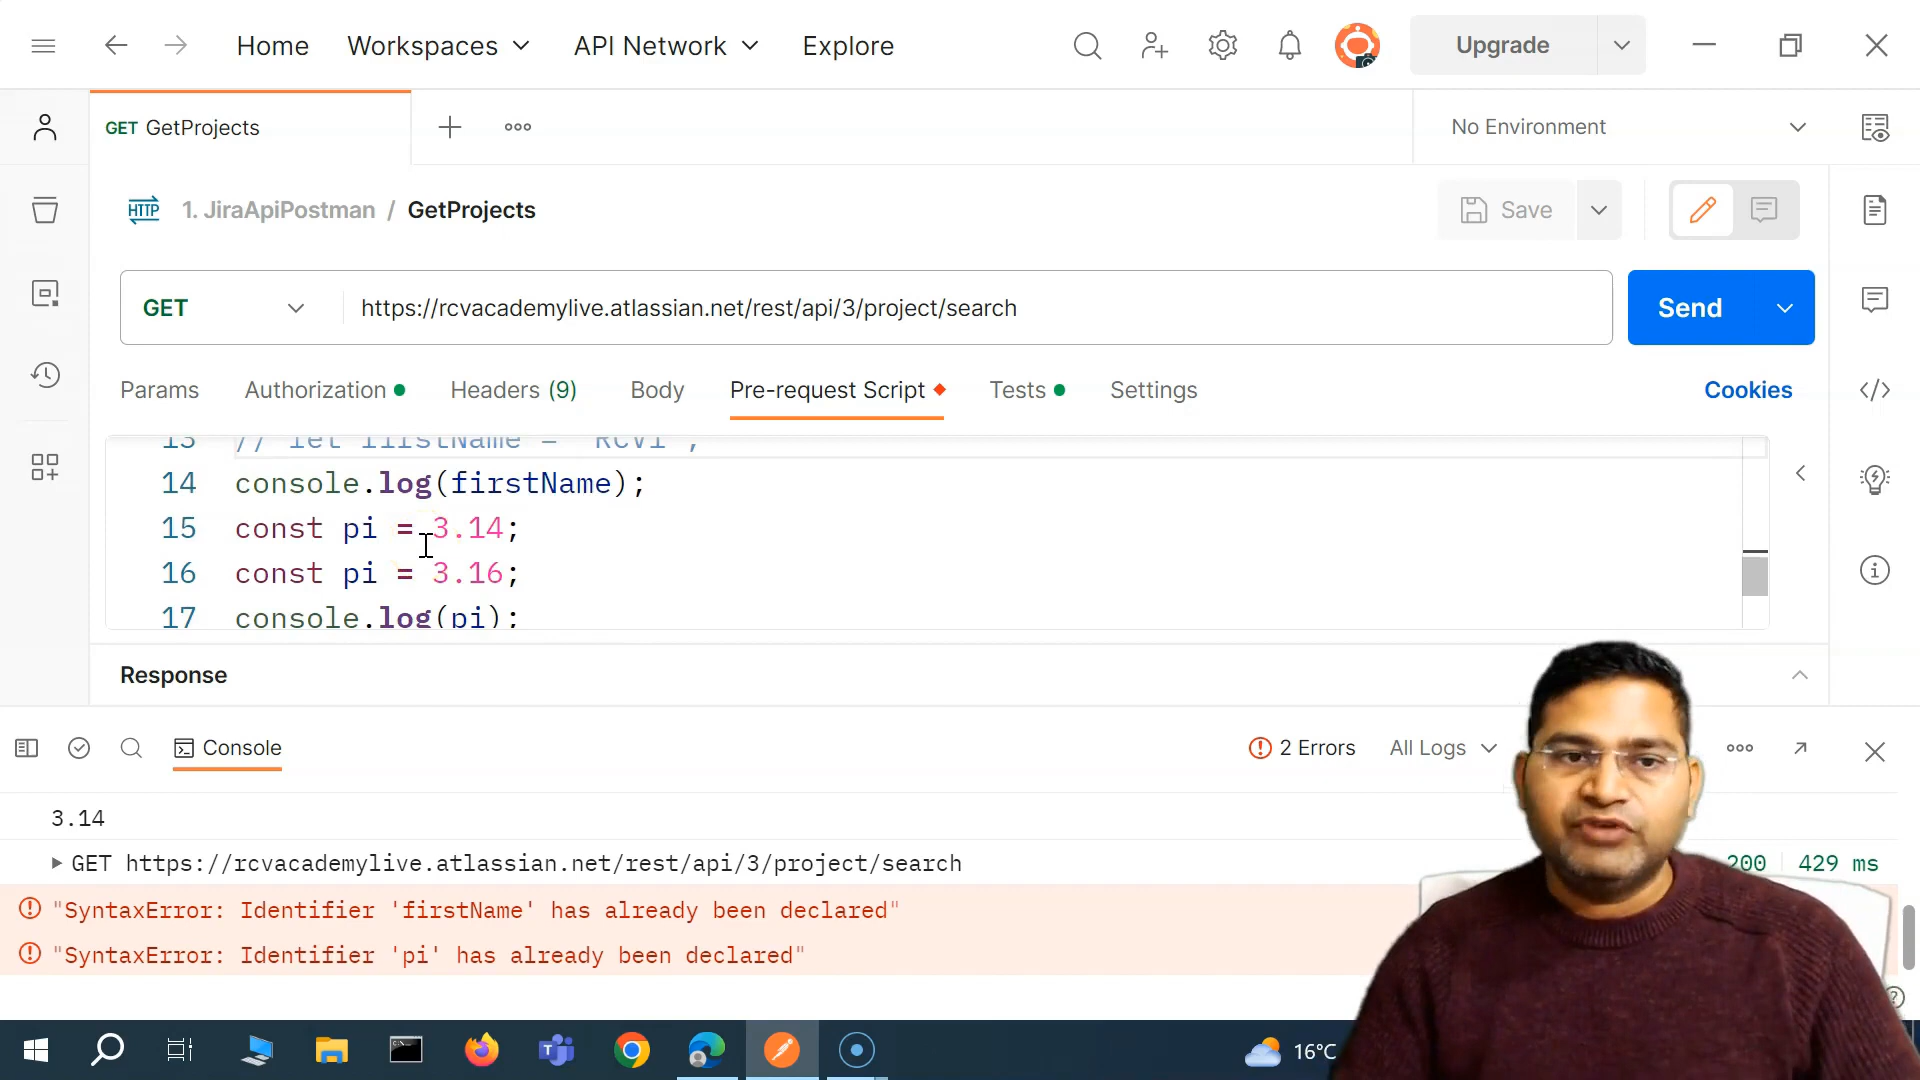 Home Workspaces API Network Explore Upgrade
GET GetProjects No Environment
HTTP 1. JiraApiPostman / GetProjects Save
GET https://rcvacademylive.atlassian.net/rest/api/3/project/search Send
Params Authorization Headers (9) Body Pre-request Script Tests Settings Cookies
13 // let firstName =
14 console.log(firstName);
15 const pi = 3.14;
16 const pi = 3.16;
17 console.log(pi);
Response
Console 2 Errors All Logs
3.14
GET https://rcvacademylive.atlassian.net/rest/api/3/project/search 200 429 ms
"SyntaxError: Identifier 'firstName' has already been declared"
"SyntaxError: Identifier 'pi' has already been declared"
16°C